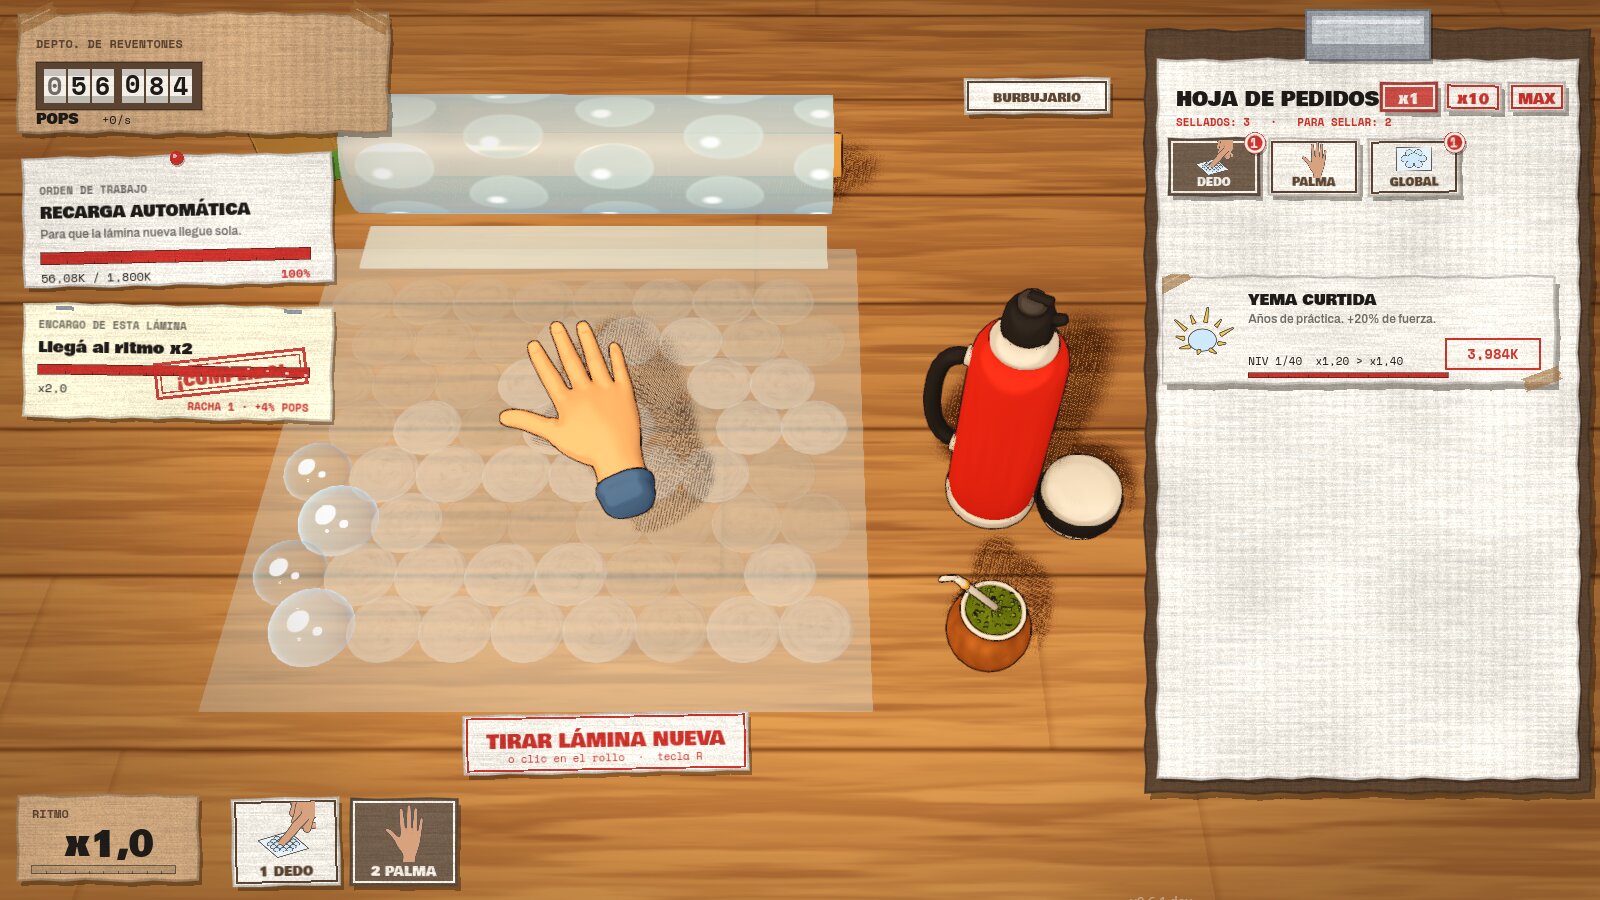 DEPTO. DE REVENTONES
056 084
POPS +0/s
ORDEN DE TRABAJO
RECARGA AUTOMÁTICA
Para que la lámina nueva llegue sola.
56,08K / 1,800K 100%
ENCARGO DE ESTA LÁMINA
Llegá al ritmo x2
x2,0
RACHA 1 · +4% POPS
BURBUJARIO
HOJA DE PEDIDOS x1 x10 MAX
SELLADOS: 3 · PARA SELLAR: 2
1 1
DEDO PALMA GLOBAL
YEMA CURTIDA
Años de práctica. +20% de fuerza.
NIV 1/40 x1,20 > x1,40
3,984K
TIRAR LÁMINA NUEVA
o clic en el rollo · tecla R
RITMO
x1,0
1 DEDO 2 PALMA